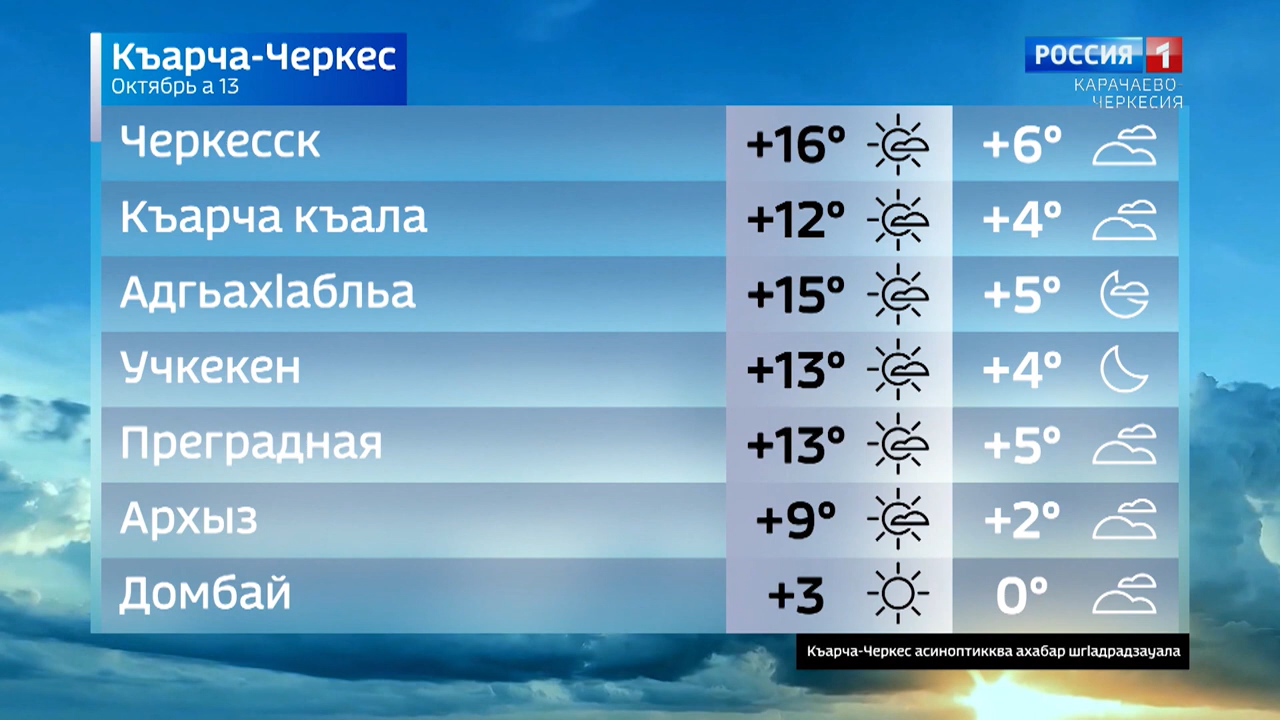 Къарча-Черкес
Октябрь а 13
РОССИЯ 1
КАРАЧАЕВО-
ЧЕРКЕСИЯ
Черкесск +16° +6°
Къарча къала +12° +4°
АдгьахӀабльа +15° +5°
Учкекен +13° +4°
Преградная +13° +5°
Архыз +9° +2°
Домбай +3 0°
Къарча-Черкес асиноптикква ахабар шгӀадрадзауала